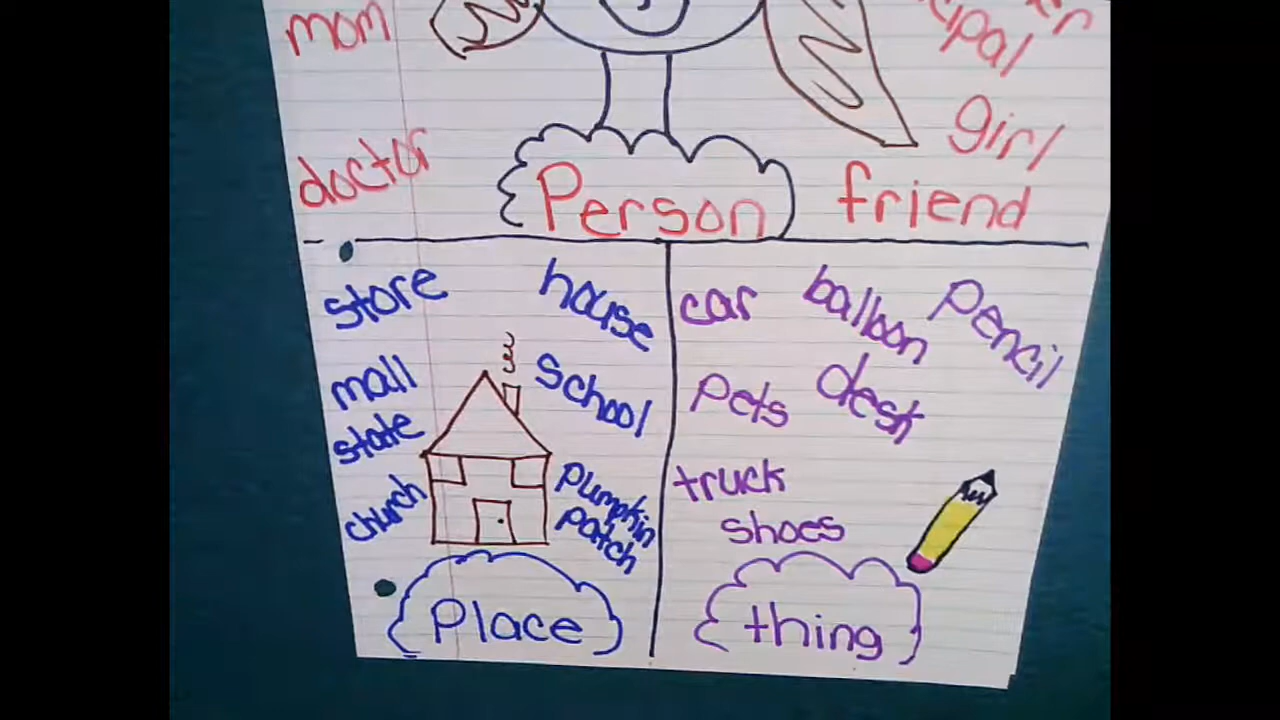 mom
doctor
girl
Person
friend
store
house
mall
school
state
church
Pumpkin
patch
Place
car
balloon
Pencil
Pets
desk
truck
shoes
thing